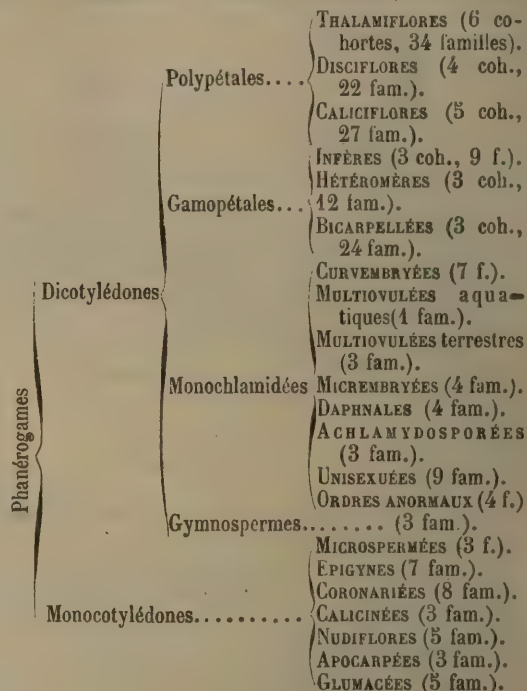 THALAMIFLORES (6 co-
hortes, 34 familles).
Polypétales.... DISCIFLORES (4 coh.,
22 fam.).
CALICIFLORES (5 coh.,
27 fam.).
INFÈRES (3 coh., 9 f.).
HÉTÉROMÈRES (3 coh.,
Gamopétales... 12 fam.).
BICARPELLÉES (3 coh.,
24 fam.).
CURVEMBRYÉES (7 f.).
Dicotylédones MULTIOVULÉES aqua-
tiques (1 fam.).
MULTIOVULÉES terrestres
(3 fam.).
Monochlamidées MICREMBRYÉES (4 fam.).
DAPHNALES (4 fam.).
ACHLAMYDOSPORÉES
(3 fam.).
UNISEXUÉES (9 fam.).
Phanérogames
ORDRES ANORMAUX (4 f.)
Gymnospermes........ (3 fam.).
MICROSPERMÉES (3 f.).
EPIGYNES (7 fam.).
CORONARIÉES (8 fam.).
Monocotylédones.......... CALICINÉES (3 fam.).
NUDIFLORES (5 fam.).
APOCARPÉES (3 fam.).
GLUMACÉES (5 fam.).